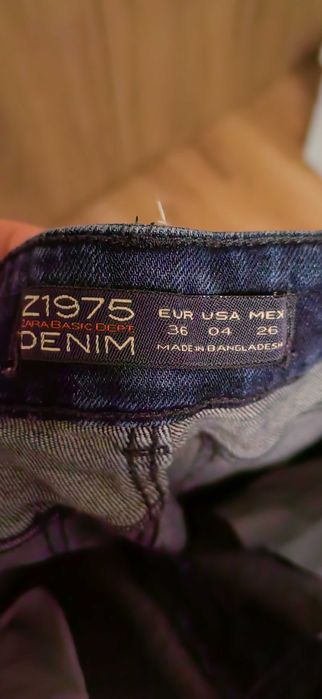 Z1975
ZARA BASIC DEPT.
DENIM
EUR USA MEX
36 04 26
MADE IN BANGLADESH